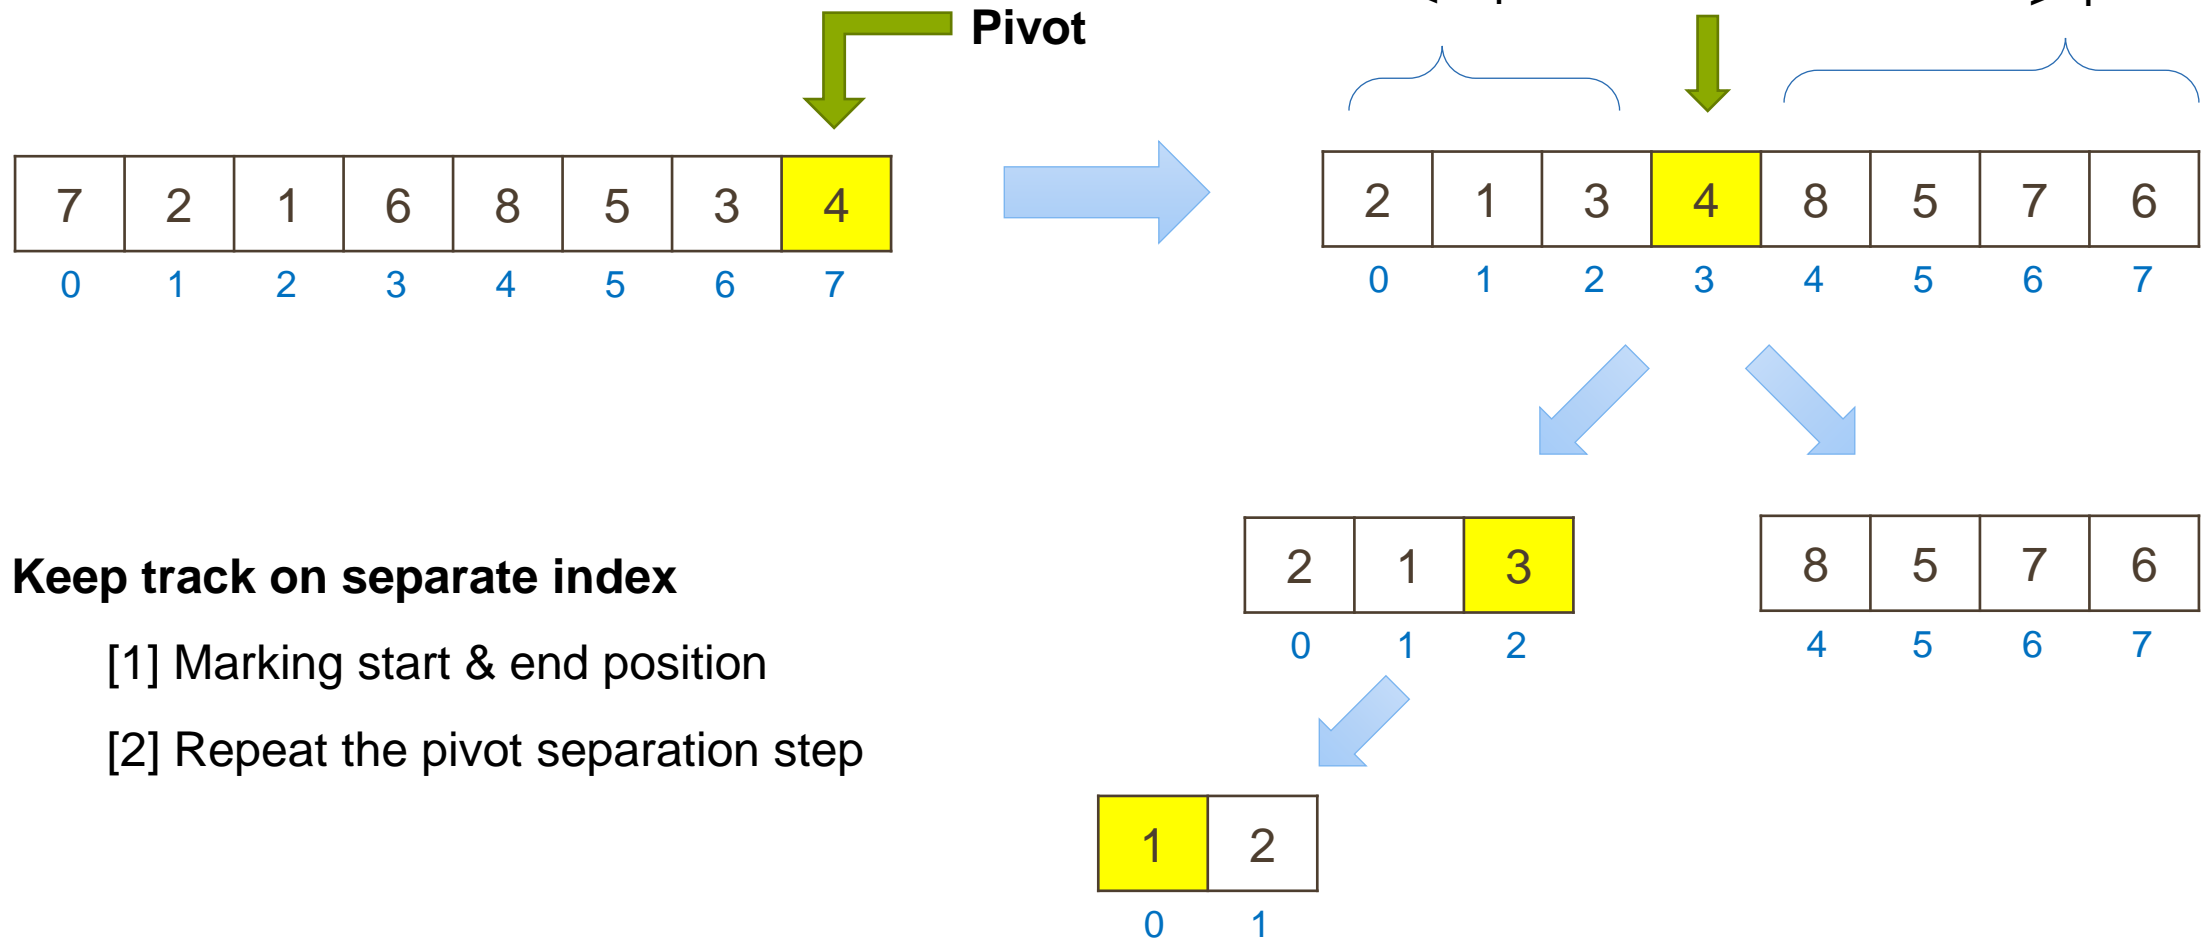 Pivot
7 2 1 6 8 5 3 4
0 1 2 3 4 5 6 7
2 1 3 4 8 5 7 6
0 1 2 3 4 5 6 7
2 1 3
0 1 2
8 5 7 6
4 5 6 7
Keep track on separate index
[1] Marking start & end position
[2] Repeat the pivot separation step
1 2
0 1